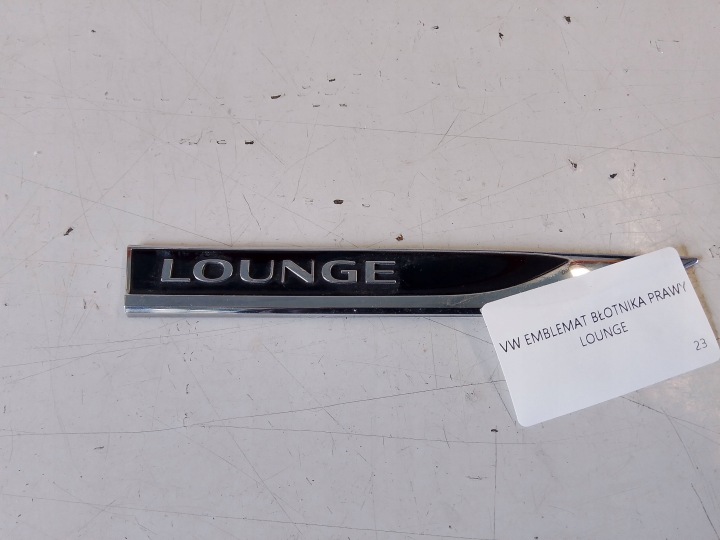 LOUNGE
VW EMBLEMAT BŁOTNIKA PRAWY
LOUNGE
23